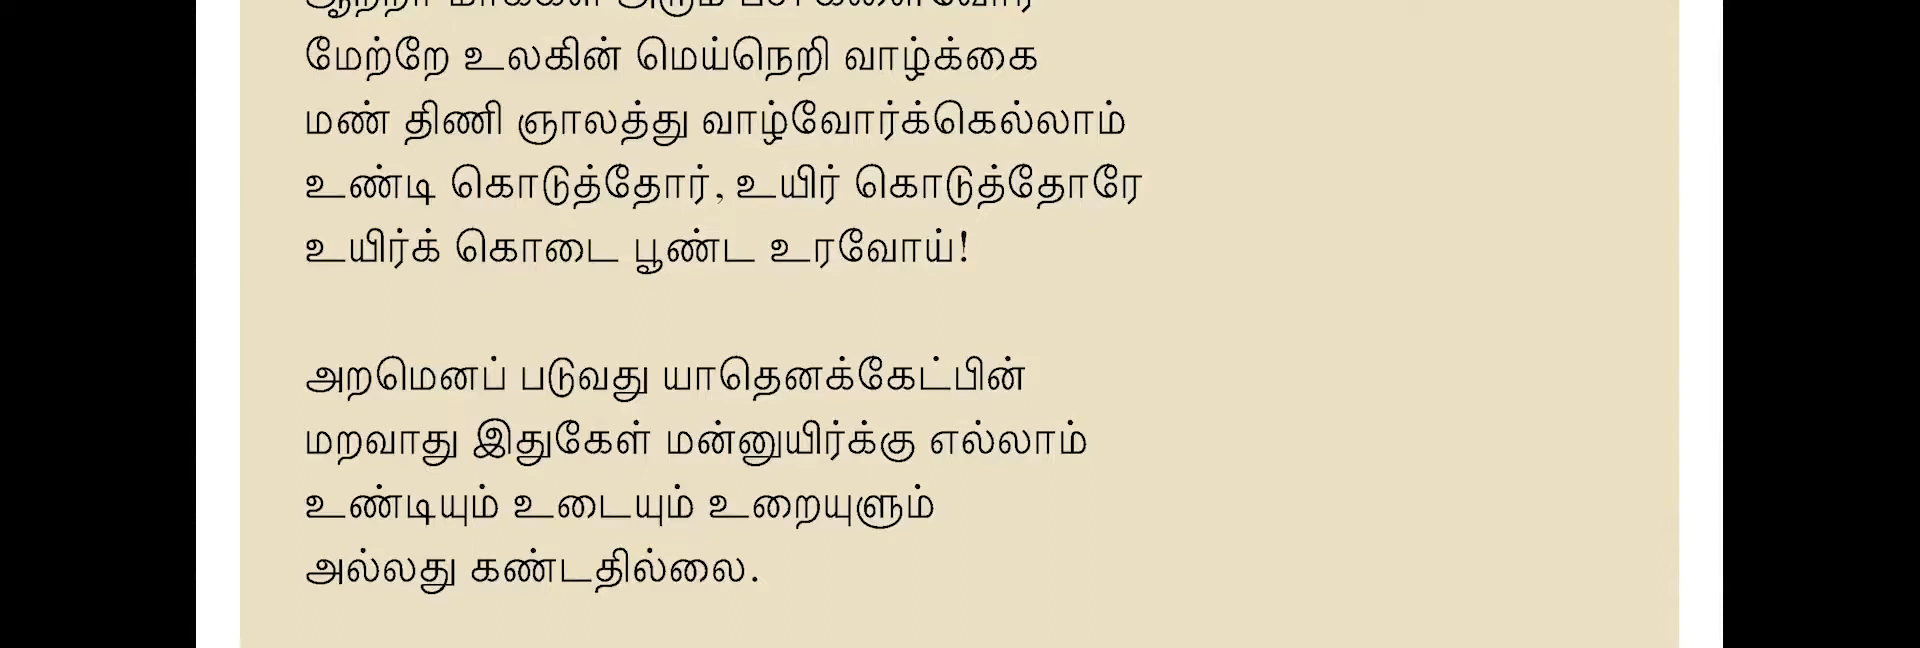 மேற்றே உலகின் மெய்நெறி வாழ்க்கை
மண் திணி ஞாலத்து வாழ்வோர்க்கெல்லாம்
உண்டி கொடுத்தோர், உயிர் கொடுத்தோரே
உயிர்க் கொடை பூண்ட உரவோய்!
அறமெனப் படுவது யாதெனக்கேட்பின்
மறவாது இதுகேள் மன்னுயிர்க்கு எல்லாம்
உண்டியும் உடையும் உறையுளும்
அல்லது கண்டதில்லை.